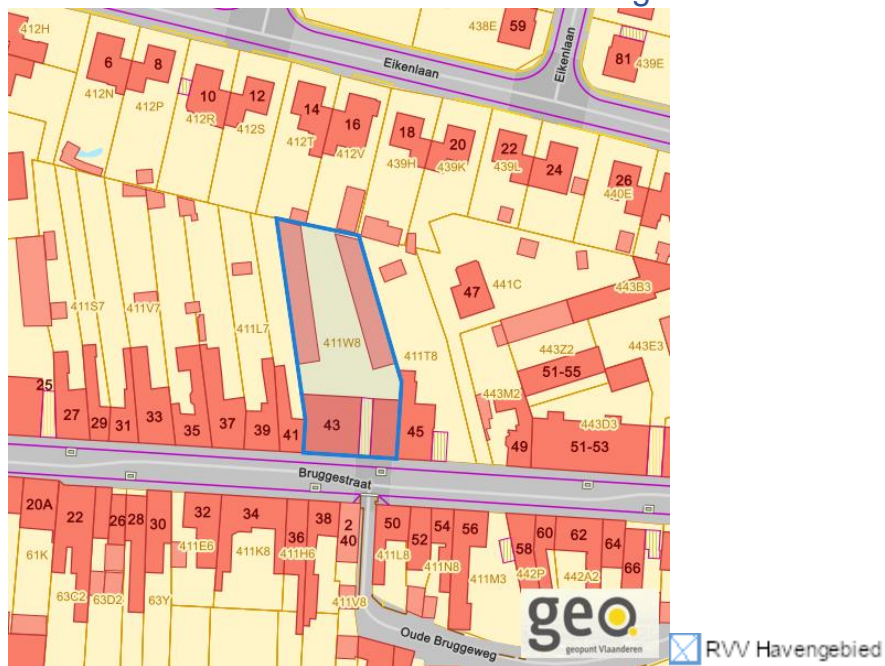 59
438E
412H
Eikenlaan
Eikenlaan
81
439E
6
8
412N
412P
10
12
412R
412S
14
16
412T
412V
18
20
439H
439K
22
24
439L
26
440E
47
441C
443B3
411S7
411V7
411L7
411W8
411T8
443Z2
443E3
51-55
443M2
25
27
29
31
33
35
37
39
41
43
45
49
443D3
51-53
Bruggestraat
20A
22
26
28
30
32
34
36
38
2
40
50
52
54
56
58
60
62
64
66
61K
63C2
63D2
63Y
411E6
411K8
411H6
411V8
411L8
411N8
411M3
442P
442A2
Oude Bruggeweg
geo.
geopunt Vlaanderen
RVV Havengebied